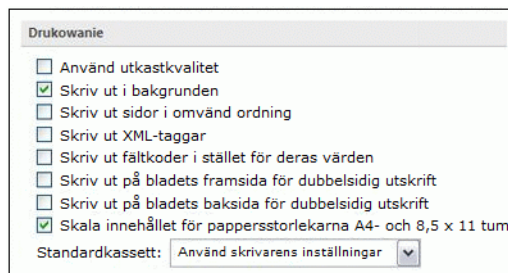 Drukowanie
Använd utkastkvalitet
Skriv ut i bakgrunden
Skriv ut sidor i omvänd ordning
Skriv ut XML-taggar
Skriv ut fältkoder i stället för deras värden
Skriv ut på bladets framsida för dubbelsidig utskrift
Skriv ut på bladets baksida för dubbelsidig utskrift
Skala innehållet för pappersstorlekarna A4- och 8,5 x 11 tum
Standardkassett: Använd skrivarens inställningar